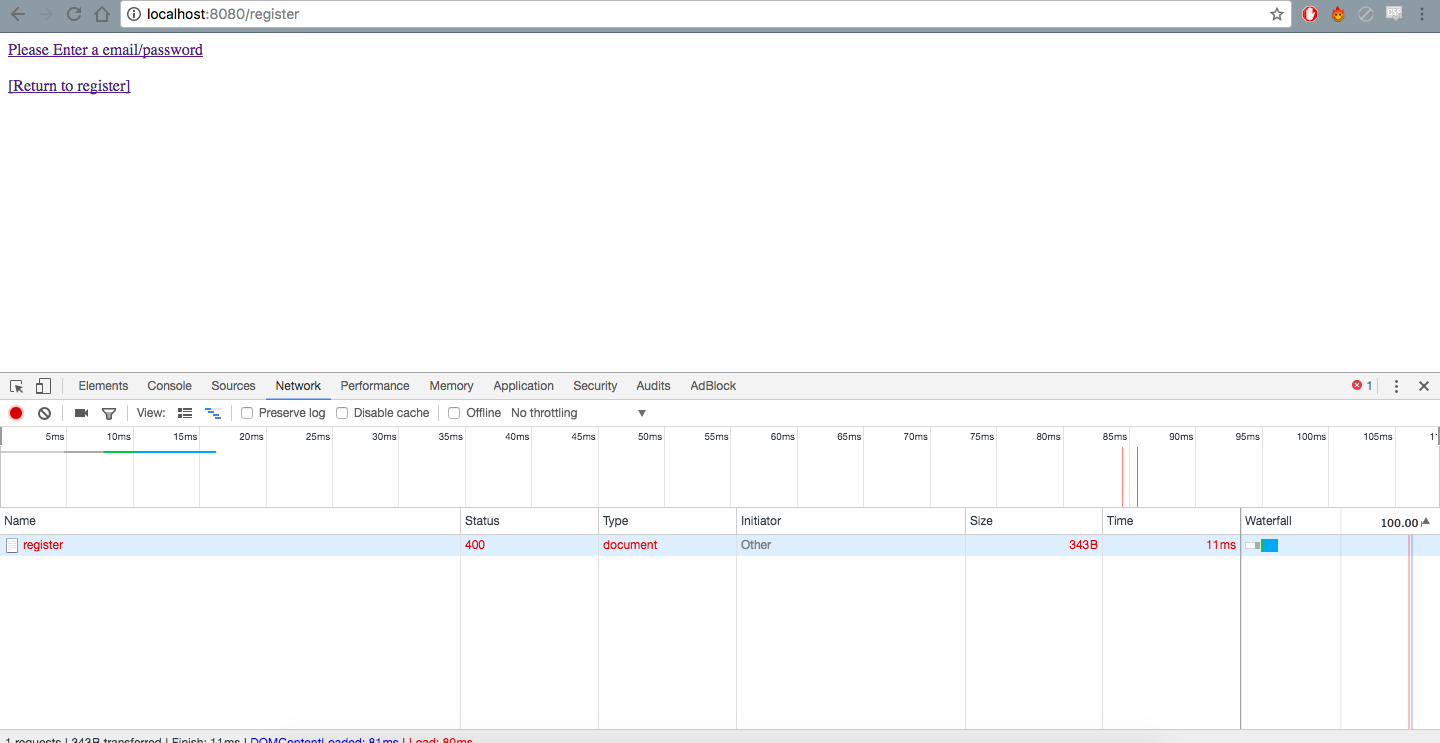 localhost:8080/register
CSP
Please Enter a email/password
[Return to register]
Elements Console Sources Network Performance Memory Application Security Audits AdBlock 1
View: Preserve log Disable cache Offline No throttling
5ms 10ms 15ms 20ms 25ms 30ms 35ms 40ms 45ms 50ms 55ms 60ms 65ms 70ms 75ms 80ms 85ms 90ms 95ms 100ms 105ms
Name Status Type Initiator Size Time Waterfall 100.00
register 400 document Other 343B 11ms
1 requests | 343B transferred | Finish: 11ms | DOMContentLoaded: 81ms | Load: 80ms